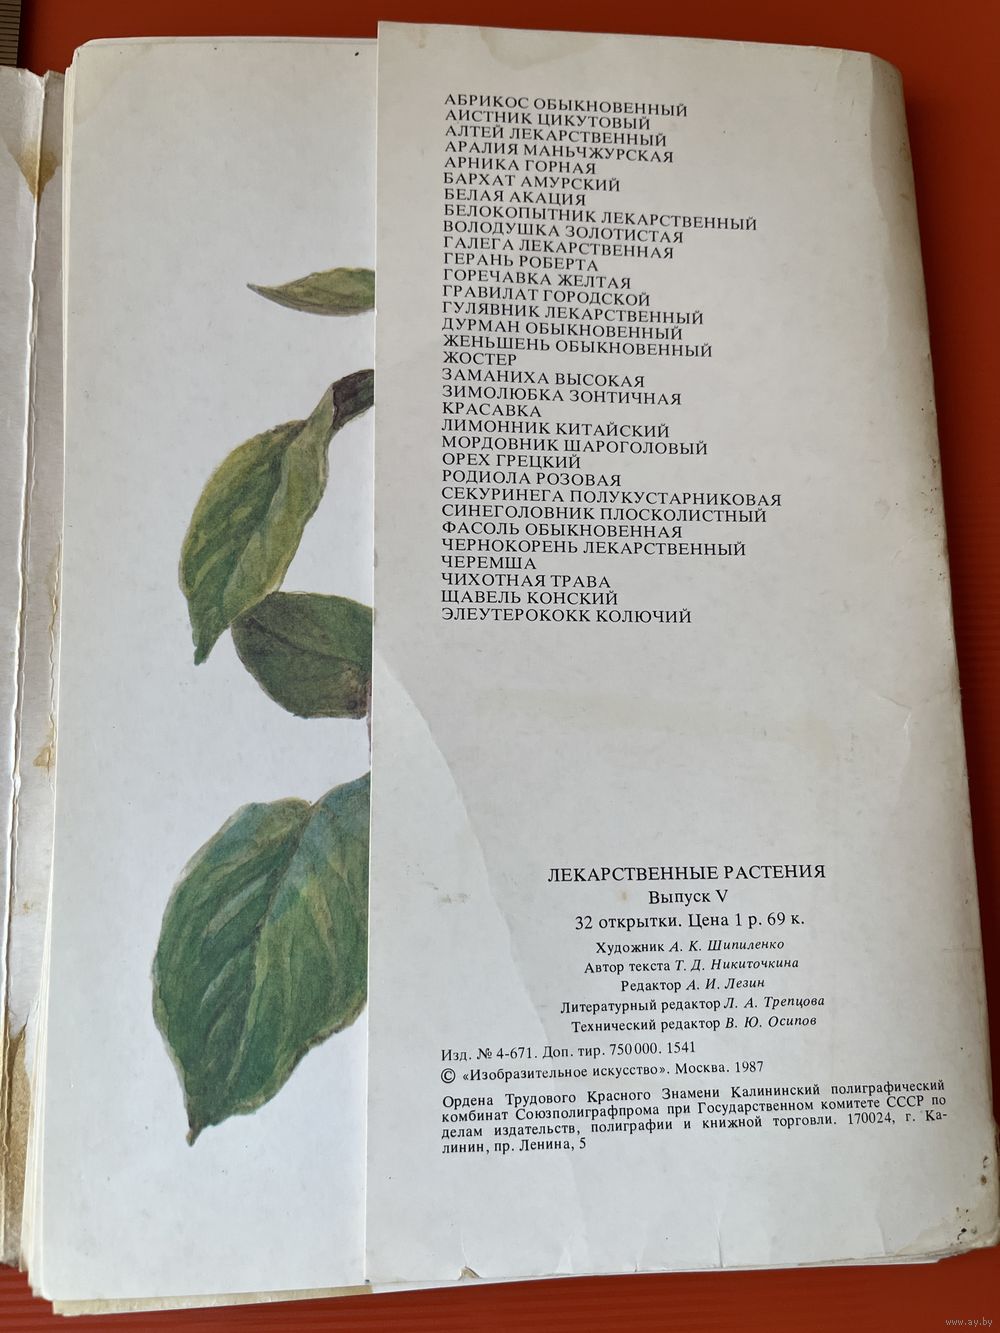 АБРИКОС ОБЫКНОВЕННЫЙ
АИСТНИК ЦИКУТОВЫЙ
АЛТЕЙ ЛЕКАРСТВЕННЫЙ
АРАЛИЯ МАНЬЧЖУРСКАЯ
АРНИКА ГОРНАЯ
БАРХАТ АМУРСКИЙ
БЕЛАЯ АКАЦИЯ
БЕЛОКОПЫТНИК ЛЕКАРСТВЕННЫЙ
ВОЛОДУШКА ЗОЛОТИСТАЯ
ГАЛЕГА ЛЕКАРСТВЕННАЯ
ГЕРАНЬ РОБЕРТА
ГОРЕЧАВКА ЖЕЛТАЯ
ГРАВИЛАТ ГОРОДСКОЙ
ГУЛЯВНИК ЛЕКАРСТВЕННЫЙ
ДУРМАН ОБЫКНОВЕННЫЙ
ЖЕНЬШЕНЬ ОБЫКНОВЕННЫЙ
ЖОСТЕР
ЗАМАНИХА ВЫСОКАЯ
ЗИМОЛЮБКА ЗОНТИЧНАЯ
КРАСАВКА
ЛИМОННИК КИТАЙСКИЙ
МОРДОВНИК ШАРОГОЛОВЫЙ
ОРЕХ ГРЕЦКИЙ
РОДИОЛА РОЗОВАЯ
СЕКУРИНЕГА ПОЛУКУСТАРНИКОВАЯ
СИНЕГОЛОВНИК ПЛОСКОЛИСТНЫЙ
ФАСОЛЬ ОБЫКНОВЕННАЯ
ЧЕРНОКОРЕНЬ ЛЕКАРСТВЕННЫЙ
ЧЕРЕМША
ЧИХОТНАЯ ТРАВА
ЩАВЕЛЬ КОНСКИЙ
ЭЛЕУТЕРОКОКК КОЛЮЧИЙ
ЛЕКАРСТВЕННЫЕ РАСТЕНИЯ
Выпуск V
32 открытки. Цена 1 р. 69 к.
Художник А. К. Шипиленко
Автор текста Т. Д. Никиточкина
Редактор А. И. Лезин
Литературный редактор Л. А. Трепцова
Технический редактор В. Ю. Осипов
Изд. № 4-671. Доп. тир. 750 000. 1541
© «Изобразительное искусство». Москва. 1987
Ордена Трудового Красного Знамени Калининский полиграфический
комбинат Союзполиграфпрома при Государственном комитете СССР по
делам издательств, полиграфии и книжной торговли. 170024, г. Ка-
линин, пр. Ленина, 5
www.ay.by